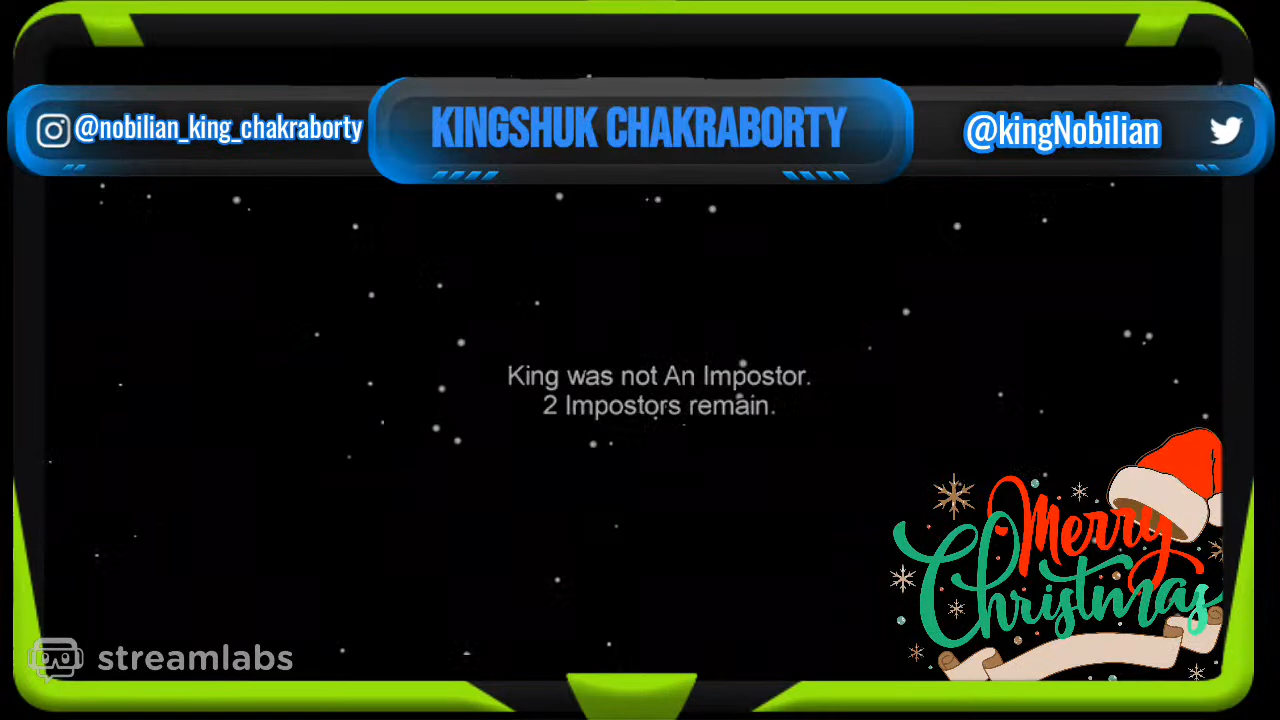 @nobilian_king_chakraborty
KINGSHUK CHAKRABORTY
@kingNobilian
King was not An Impostor.
2 Impostors remain.
Merry
Christmas
streamlabs